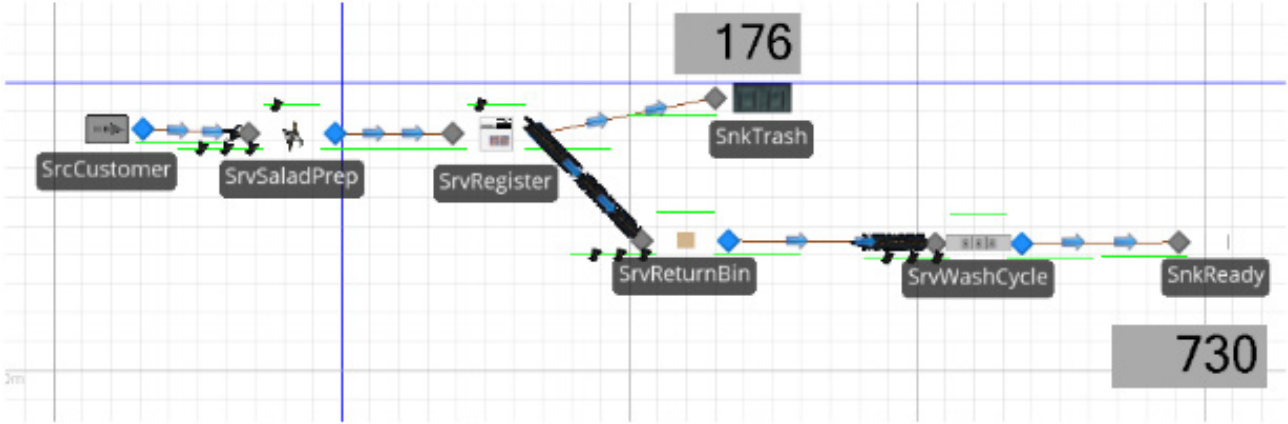 176
SnkTrash
SrcCustomer
SrvSaladPrep
SrvRegister
SrvReturnBin
SrvWashCycle
SnkReady
730